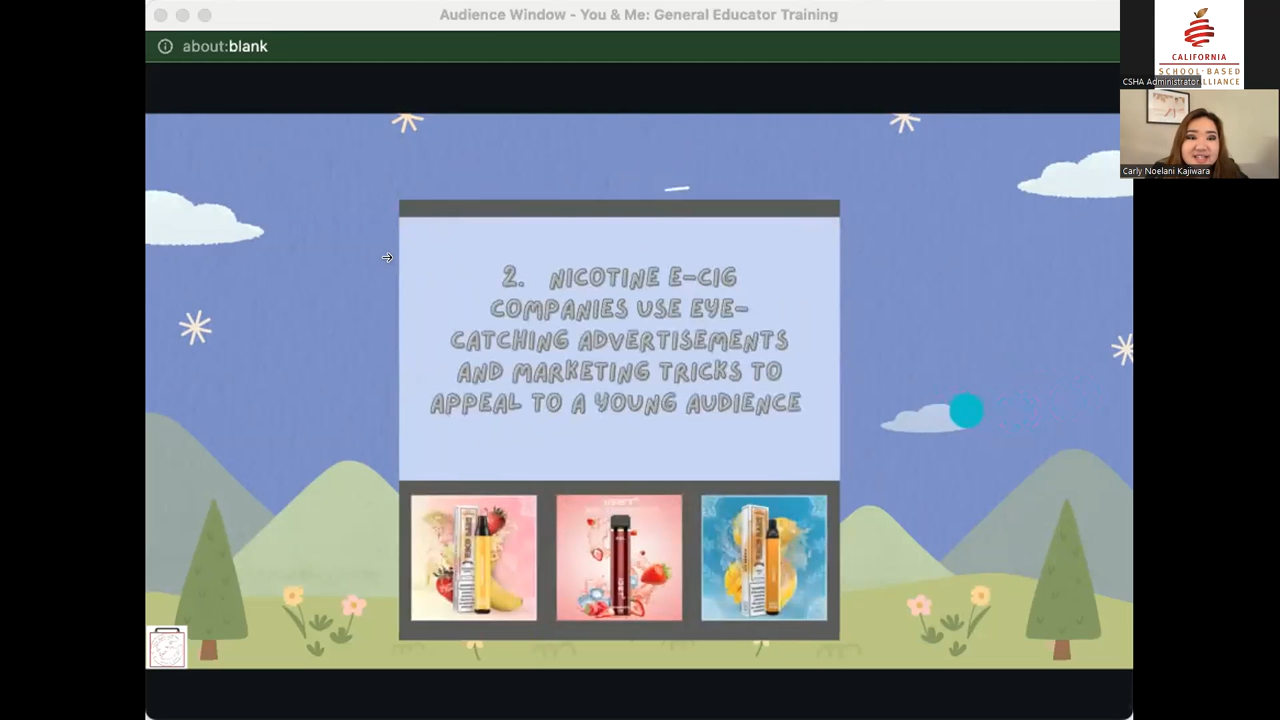 Audience Window - You & Me: General Educator Training
about:blank
CALIFORNIA
SCHOOL-BASED
CSHA Administrator
LLIANCE
Carly Noelani Kajiwara
2. NICOTINE E-CIG
COMPANIES USE EYE-
CATCHING ADVERTISEMENTS
AND MARKETING TRICKS TO
APPEAL TO A YOUNG AUDIENCE